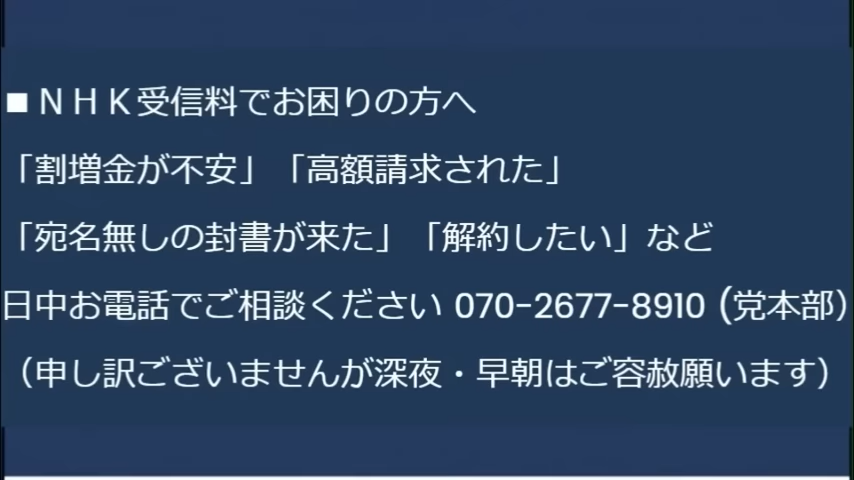 ■ＮＨＫ受信料でお困りの方へ
「割増金が不安」「高額請求された」
「宛名無しの封書が来た」「解約したい」など
日中お電話でご相談ください 070-2677-8910 (党本部)
（申し訳ございませんが深夜・早朝はご容赦願います）